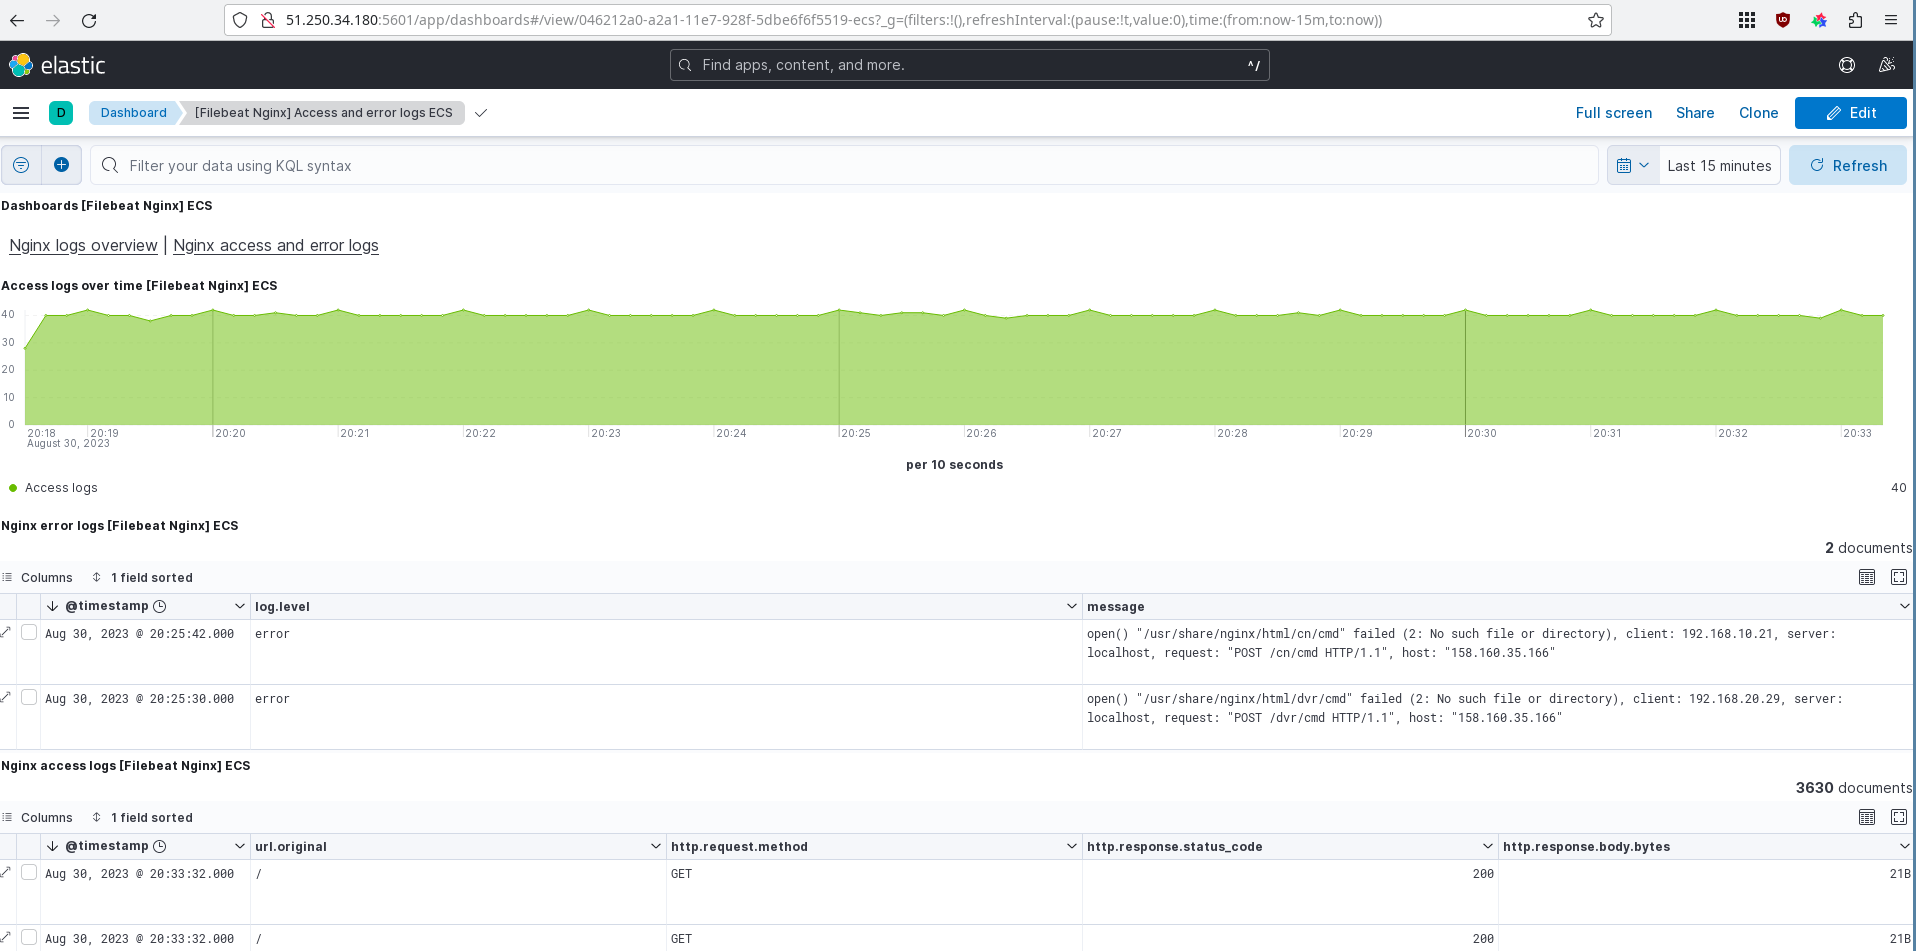 51.250.34.180:5601/app/dashboards#/view/046212a0-a2a1-11e7-928f-5dbe6f6f5519-ecs?_g=(filters:!(),refreshInterval:(pause:!t,value:0),time:(from:now-15m,to:now))
elastic
Find apps, content, and more.
^/
D
Dashboard
[Filebeat Nginx] Access and error logs ECS
Full screen
Share
Clone
Edit
Filter your data using KQL syntax
Last 15 minutes
Refresh
Dashboards [Filebeat Nginx] ECS
Nginx logs overview | Nginx access and error logs
Access logs over time [Filebeat Nginx] ECS
40
30
20
10
0
20:18 20:19 20:20 20:21 20:22 20:23 20:24 20:25 20:26 20:27 20:28 20:29 20:30 20:31 20:32 20:33
August 30, 2023
per 10 seconds
Access logs 40
Nginx error logs [Filebeat Nginx] ECS
2 documents
Columns 1 field sorted
@timestamp log.level message
Aug 30, 2023 @ 20:25:42.000 error open() "/usr/share/nginx/html/cn/cmd" failed (2: No such file or directory), client: 192.168.10.21, server:
localhost, request: "POST /cn/cmd HTTP/1.1", host: "158.160.35.166"
Aug 30, 2023 @ 20:25:30.000 error open() "/usr/share/nginx/html/dvr/cmd" failed (2: No such file or directory), client: 192.168.20.29, server:
localhost, request: "POST /dvr/cmd HTTP/1.1", host: "158.160.35.166"
Nginx access logs [Filebeat Nginx] ECS
3630 documents
Columns 1 field sorted
@timestamp url.original http.request.method http.response.status_code http.response.body.bytes
Aug 30, 2023 @ 20:33:32.000 / GET 200 21B
Aug 30, 2023 @ 20:33:32.000 / GET 200 21B